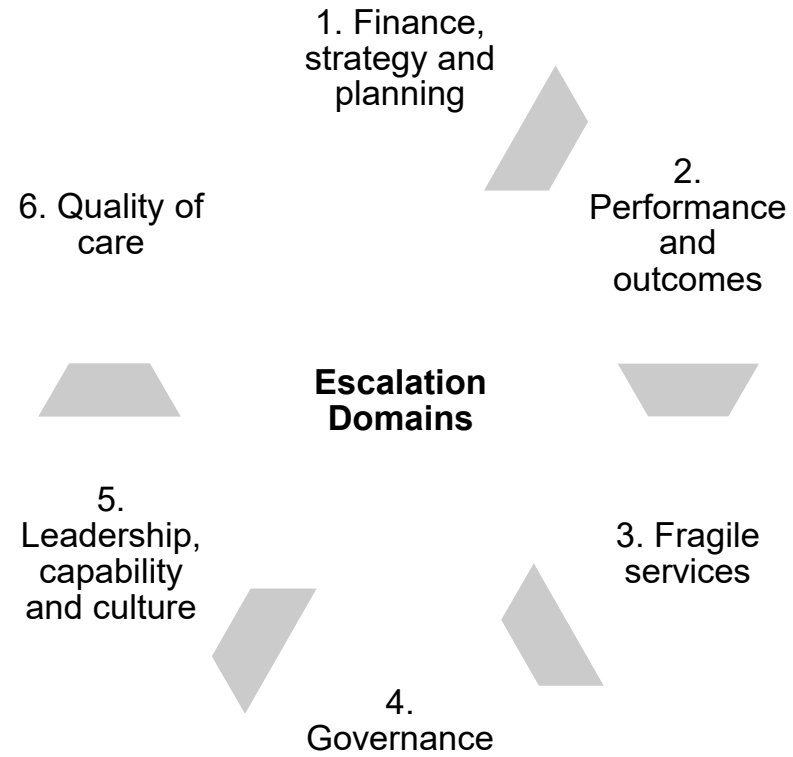 1. Finance,
strategy and
planning
2.
Performance
and
outcomes
3. Fragile
services
4.
Governance
5.
Leadership,
capability
and culture
6. Quality of
care
Escalation
Domains